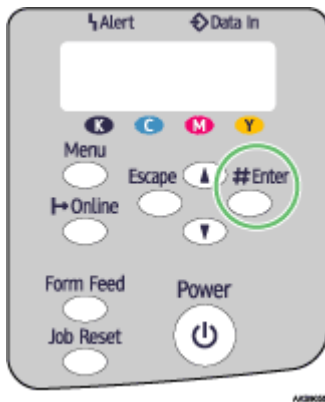 Alert Data In
K C M Y
Menu
Escape # Enter
Online
Form Feed Power
Job Reset